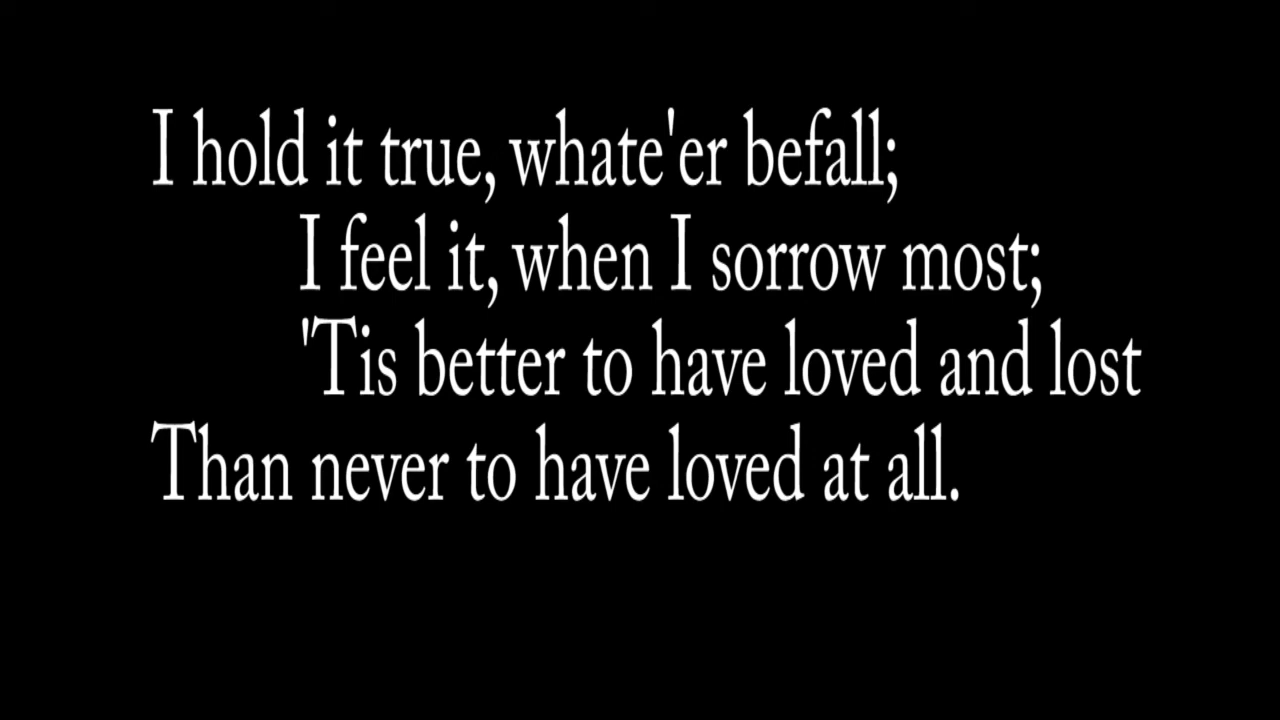 I hold it true, whate'er befall;
I feel it, when I sorrow most;
'Tis better to have loved and lost
Than never to have loved at all.